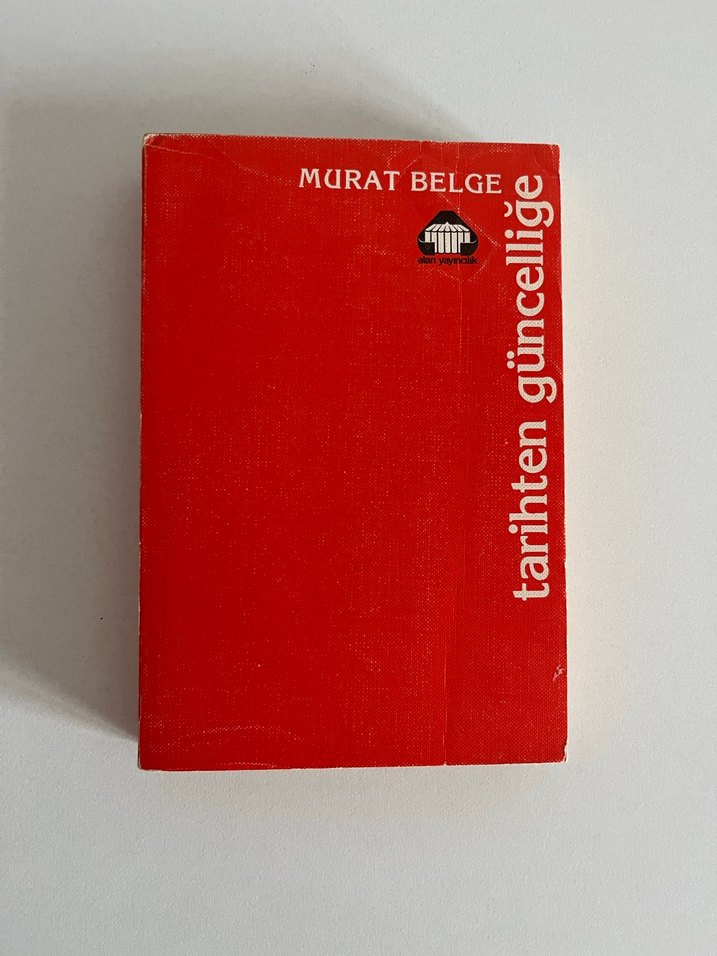 MURAT BELGE
alan yayıncılık
tarihten güncelliğe